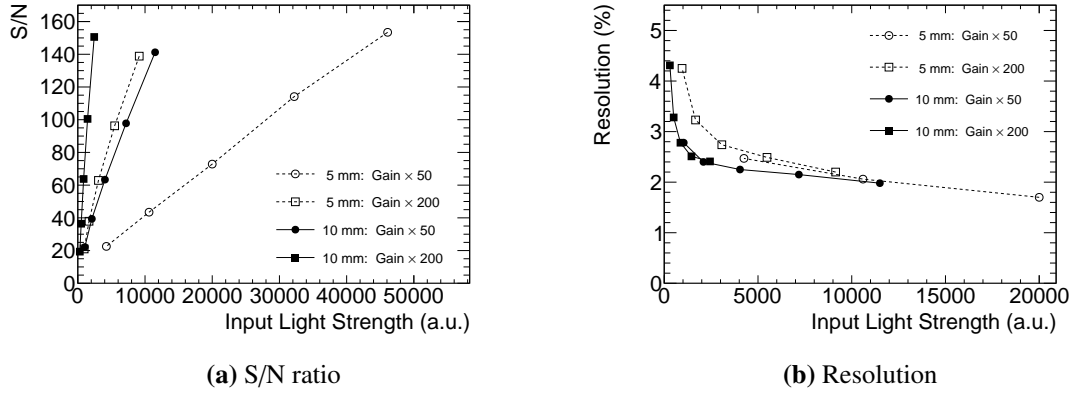 S/N
160
140
120
100
80
60
40
20
0
0 10000 20000 30000 40000 50000
Input Light Strength (a.u.)
5 mm: Gain × 50
5 mm: Gain × 200
10 mm: Gain × 50
10 mm: Gain × 200
(a) S/N ratio
Resolution (%)
5
4
3
2
1
0
0 5000 10000 15000 20000
Input Light Strength (a.u.)
5 mm: Gain × 50
5 mm: Gain × 200
10 mm: Gain × 50
10 mm: Gain × 200
(b) Resolution